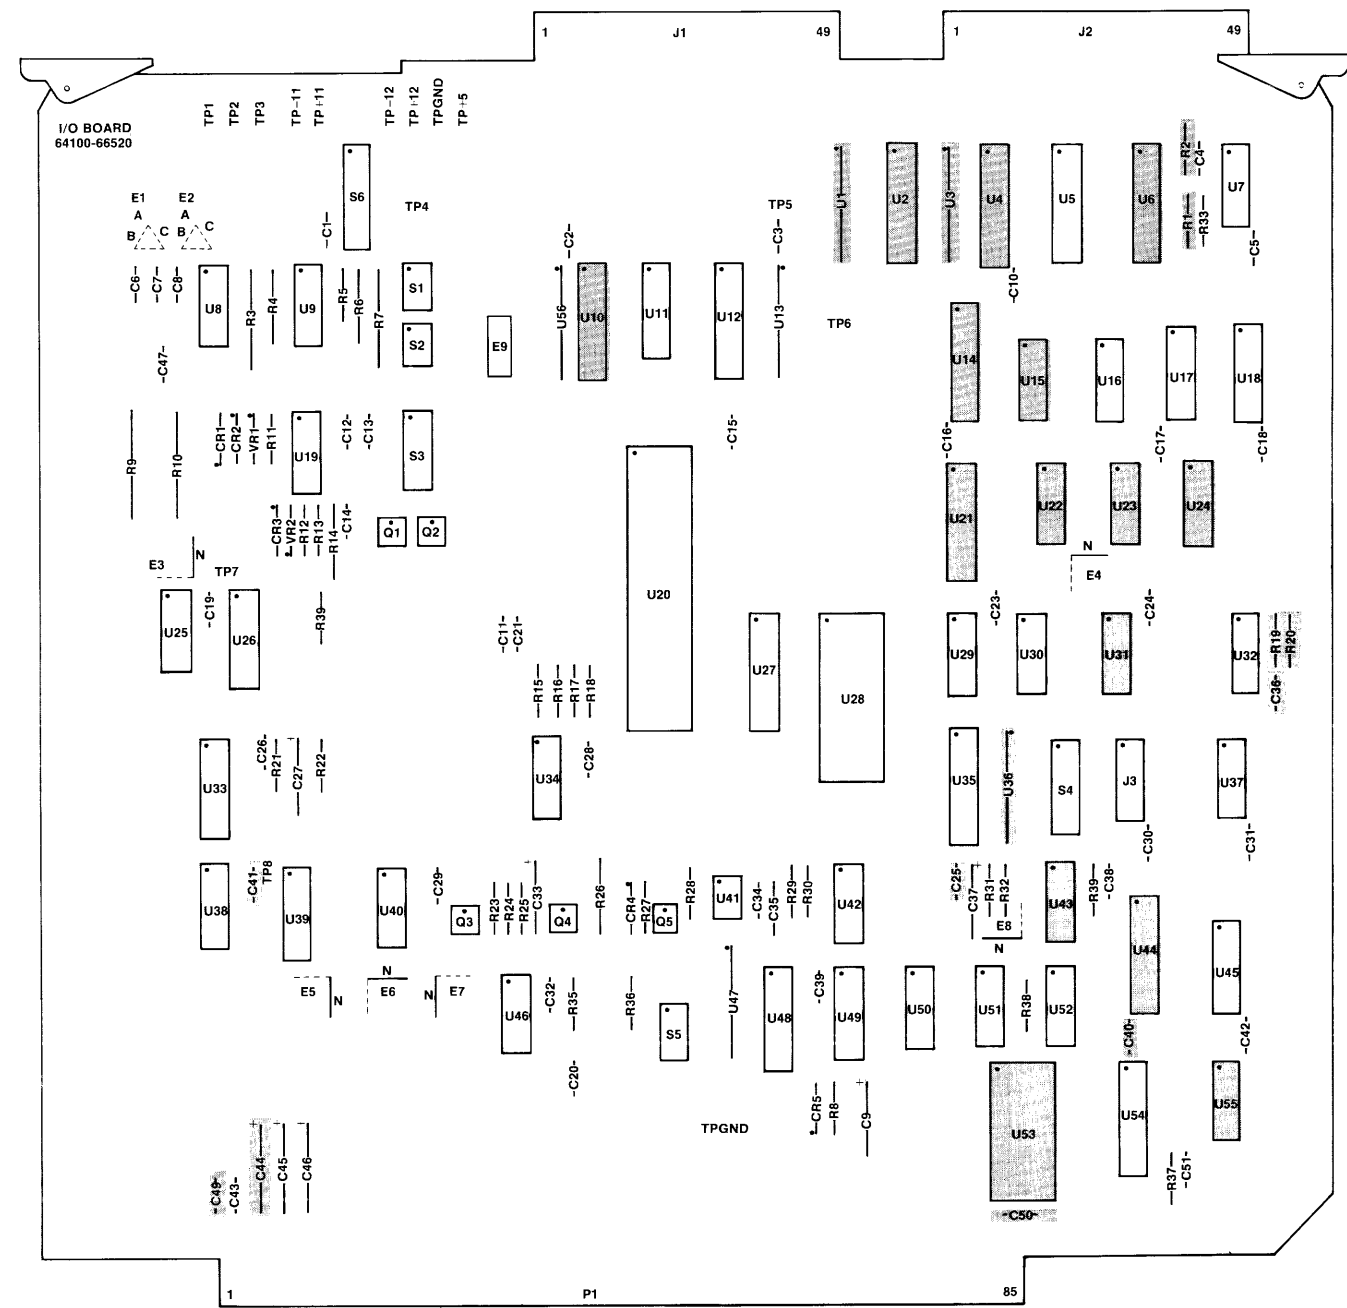 1 J1 49 1 J2 49
TP1 TP2 TP3 TP-11 TP+11 TP-12 TP+12 TPGND TP+5
I/O BOARD
64100-66520
R2 C4
S6 U1 U2 U3 U4 U5 U6 U7
E1 E2
A A
B C B C
C1 TP4 C2 TP5 C3 R1 R33 C5
C6 C7 C8 U8 R3 R4 U9 R5 R6 R7 S1 U56 U10 U11 U12 U13 C10
S2 E9 TP6
C47 U14 U15 U16 U17 U18
R9 R10 CR1 CR2 VR1 R11 U19 C12 C13 S3 C15 C16 C17 C18
CR3 VR2 R12 R13 R14 C14 Q1 Q2 U21 U22 U23 U24
E3 N N E4
TP7
U25 C19 U26 R39 C11 C21 U20 U27 U28 C23 C24
U29 U30 U31 U32 R19 R20
R15 R16 R17 R18 C36
U33 C26 R21 C27 R22 U34 C28 U35 U36 S4 J3 U37
C30 C31
U38 C41 TP8 U39 U40 C29 Q3 R23 R24 R25 C33 Q4 R26 CR4 R27 Q5 R28 U41 C34 C35 R29 R30 U42 C25 C37 R31 R32 E8 N U43 R39 C38
U44 U45
E5 N N E6 N E7
U46 C32 R35 R36 S5 U47 U48 C39 U49 U50 U51 R38 U52
C40 C42
C20
CR5 R8 C9 U53 U54 U55
TPGND
C49 C43 C44 C45 C46 R37 C51
C50
1 P1 85